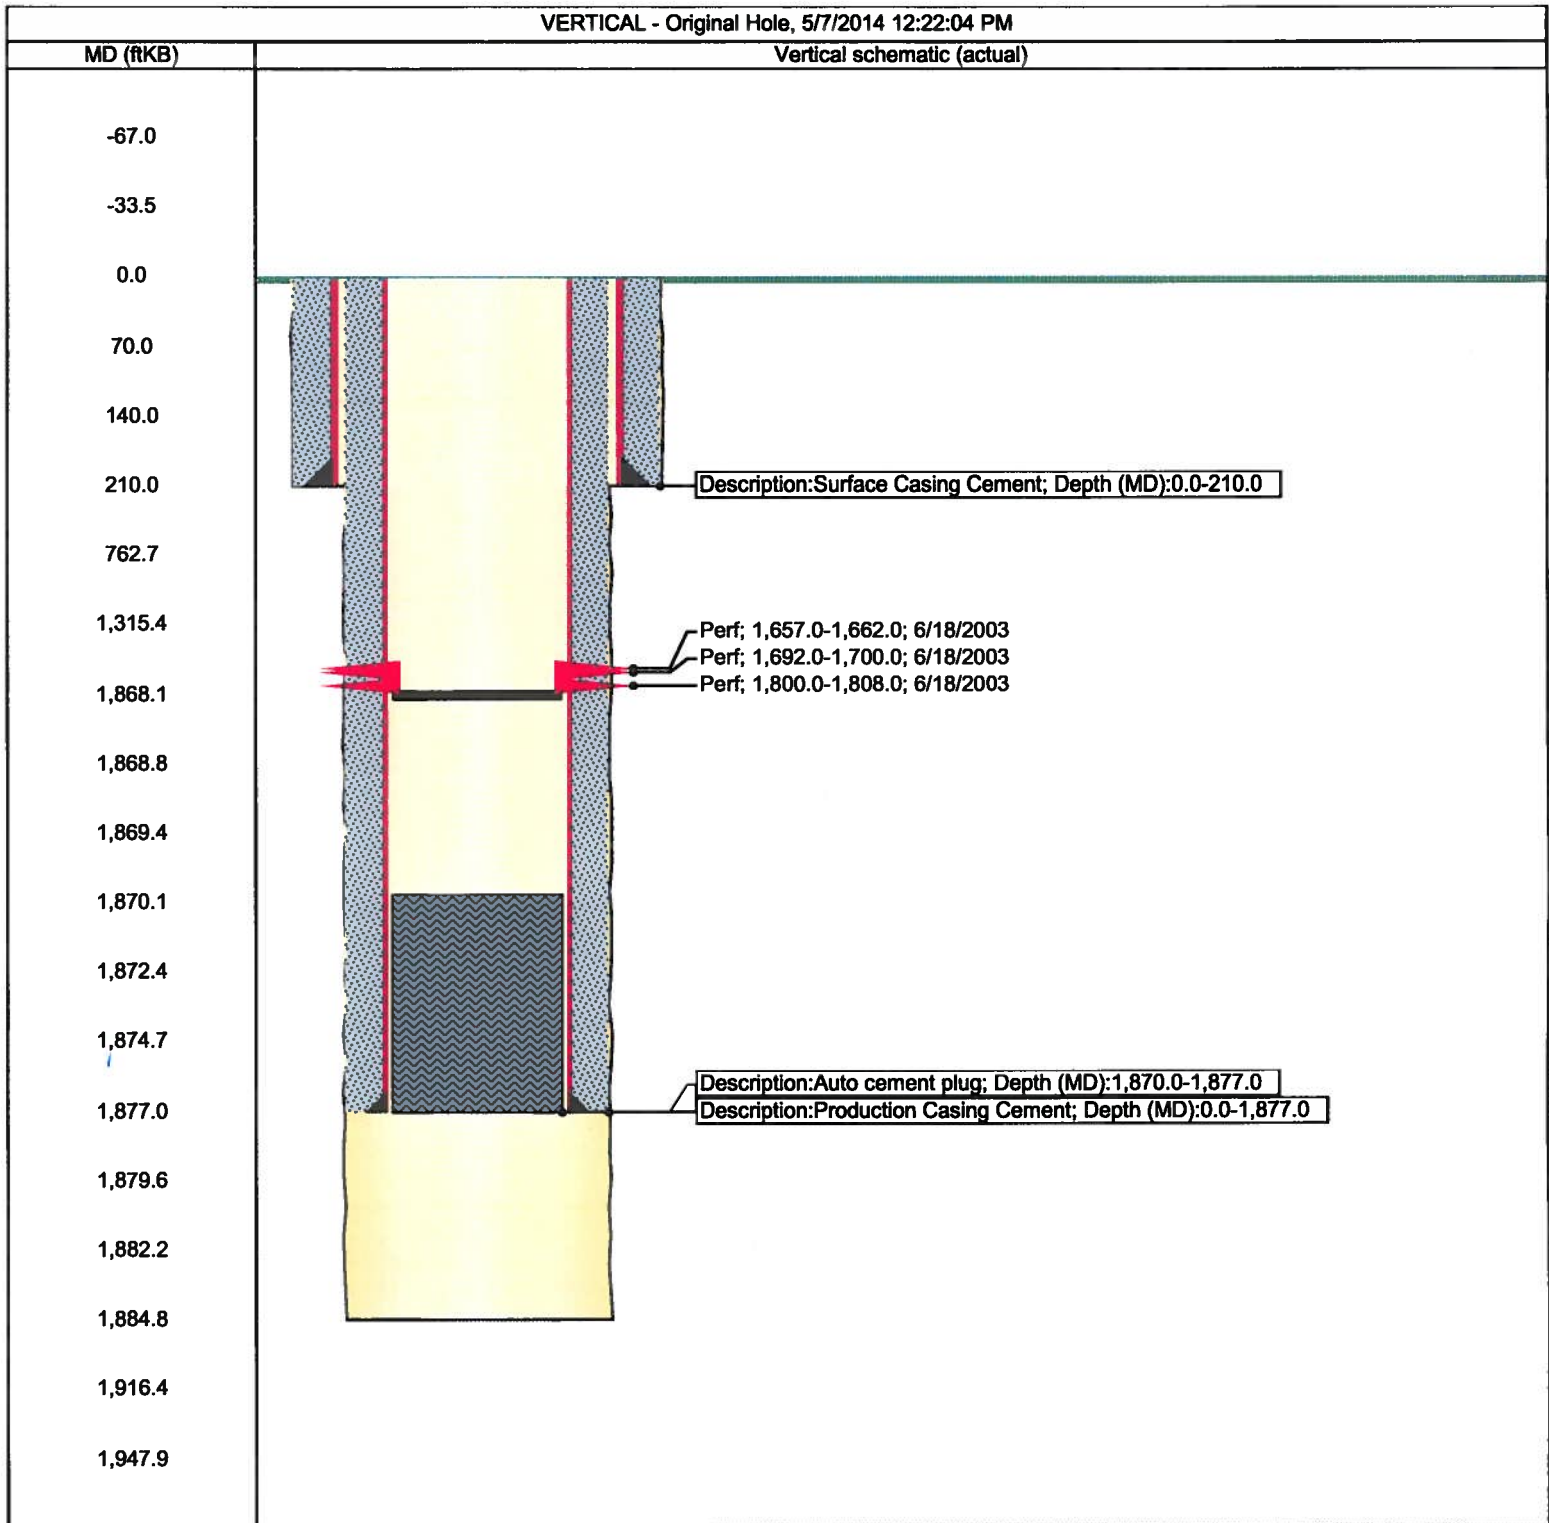 VERTICAL - Original Hole, 5/7/2014 12:22:04 PM
MD (ftKB)
Vertical schematic (actual)
-67.0
-33.5
0.0
70.0
140.0
210.0
Description:Surface Casing Cement; Depth (MD):0.0-210.0
762.7
1,315.4
Perf; 1,657.0-1,662.0; 6/18/2003
Perf; 1,692.0-1,700.0; 6/18/2003
Perf; 1,800.0-1,808.0; 6/18/2003
1,868.1
1,868.8
1,869.4
1,870.1
1,872.4
1,874.7
Description:Auto cement plug; Depth (MD):1,870.0-1,877.0
1,877.0
Description:Production Casing Cement; Depth (MD):0.0-1,877.0
1,879.6
1,882.2
1,884.8
1,916.4
1,947.9